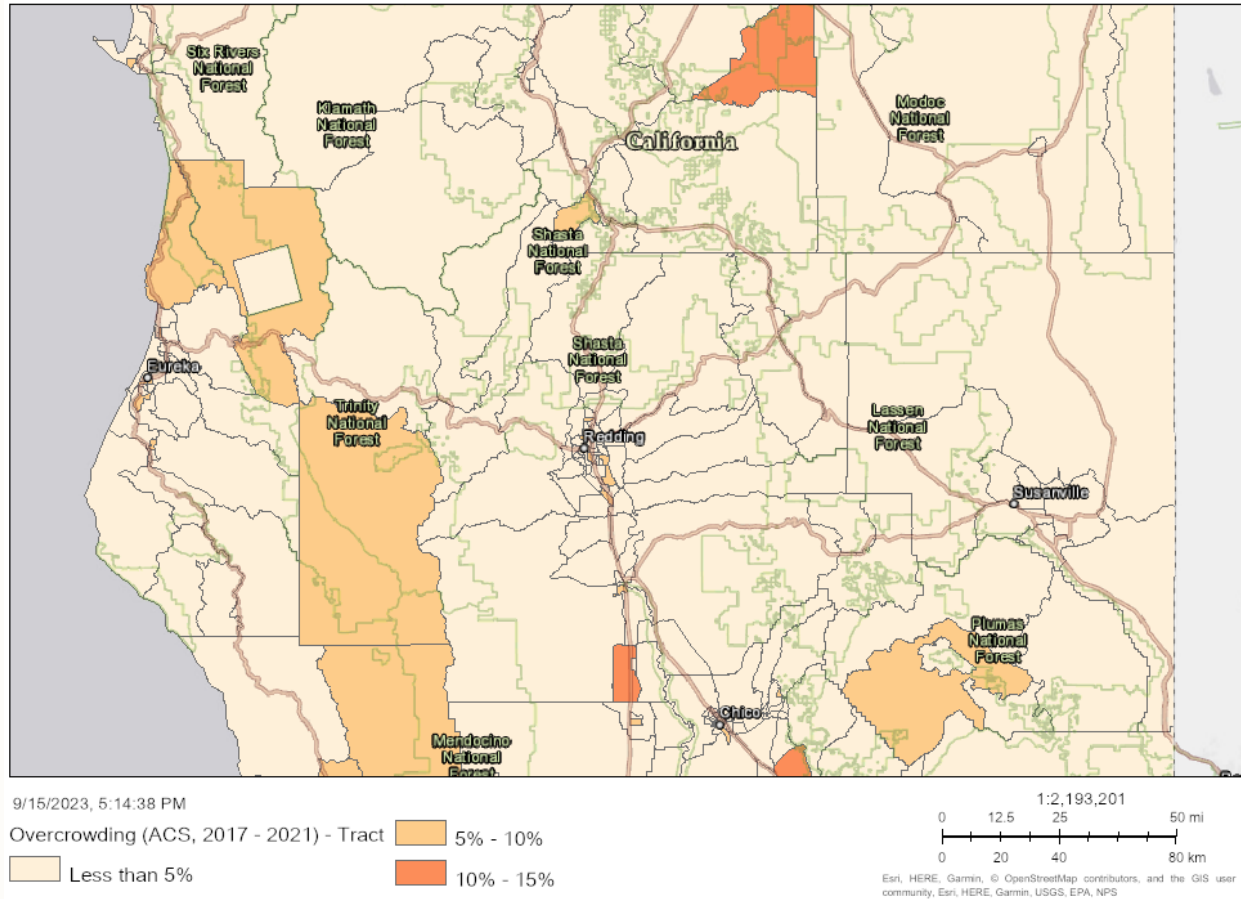 Six Rivers
National
Forest
Klamath
National
Forest
Modoc
National
Forest
California
Shasta
National
Forest
Shasta
National
Forest
Eureka
Trinity
National
Forest
Lassen
National
Forest
Redding
Susanville
Plumas
National
Forest
Chico
Mendocino
National
Forest
9/15/2023, 5:14:38 PM
Overcrowding (ACS, 2017 - 2021) - Tract
Less than 5%
5% - 10%
10% - 15%
1:2,193,201
0 12.5 25 50 mi
0 20 40 80 km
Esri, HERE, Garmin, © OpenStreetMap contributors, and the GIS user
community, Esri, HERE, Garmin, USGS, EPA, NPS